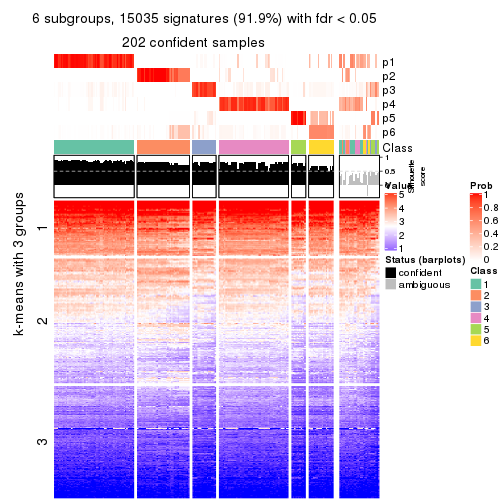 6 subgroups, 15035 signatures (91.9%) with fdr < 0.05
202 confident samples
p1
p2
p3
p4
p5
p6
Class
1
0.5
0
Silhouette
score
k-means with 3 groups
1
2
3
Value
5
4
3
2
1
Status (barplots)
confident
ambiguous
Prob
1
0.8
0.6
0.4
0.2
0
Class
1
2
3
4
5
6